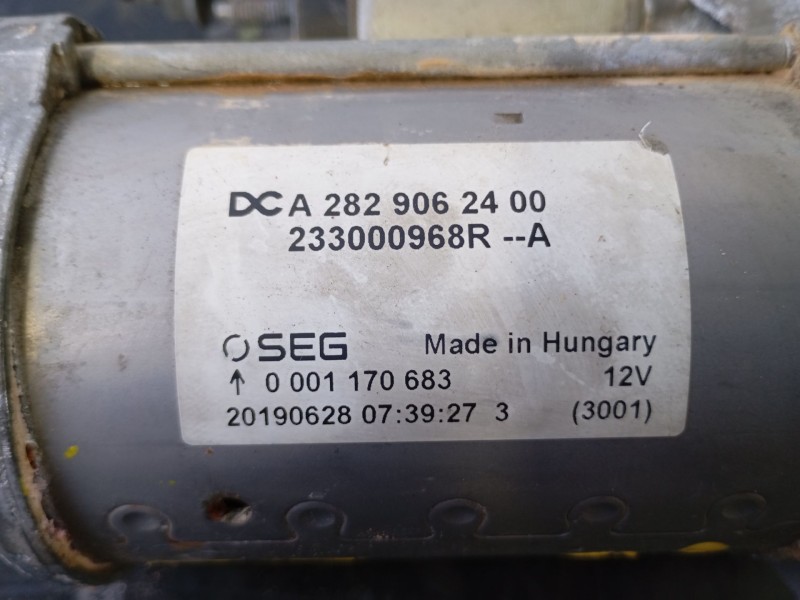 DC A 282 906 24 00
233000968R --A
SEG Made in Hungary
↑ 0 001 170 683 12V
20190628 07:39:27 3 (3001)